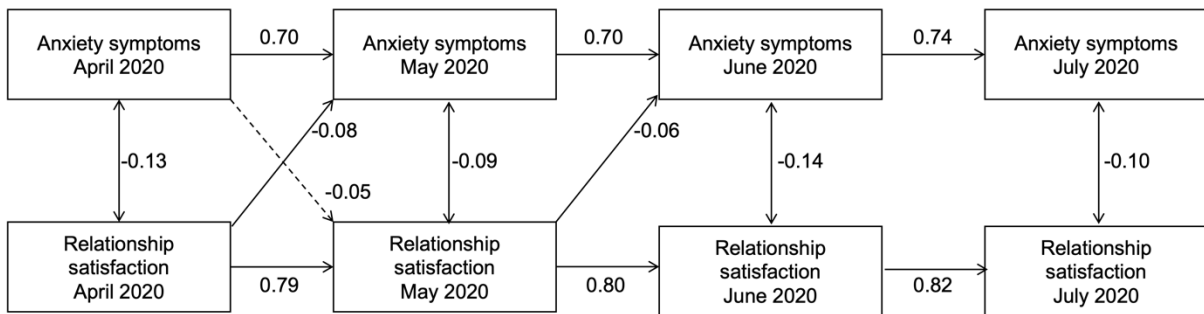 Anxiety symptoms
April 2020
0.70
Anxiety symptoms
May 2020
0.70
Anxiety symptoms
June 2020
0.74
Anxiety symptoms
July 2020
-0.13
-0.08
-0.05
-0.09
-0.06
-0.14
-0.10
Relationship
satisfaction
April 2020
0.79
Relationship
satisfaction
May 2020
0.80
Relationship
satisfaction
June 2020
0.82
Relationship
satisfaction
July 2020